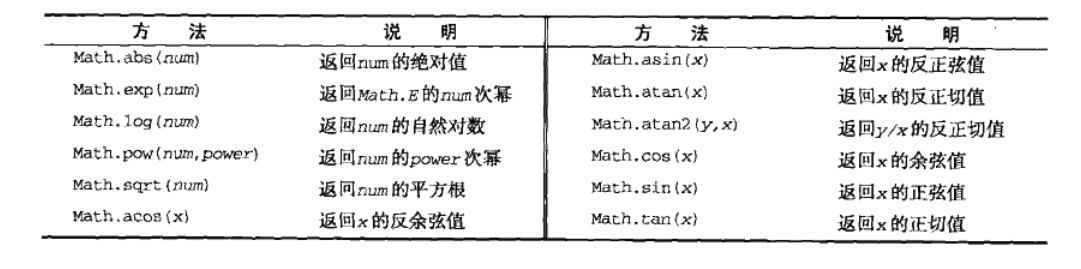 方 法 说 明 方 法 说 明
Math.abs(num) 返回num的绝对值 Math.asin(x) 返回x的反正弦值
Math.exp(num) 返回Math.E的num次幂 Math.atan(x) 返回x的反正切值
Math.log(num) 返回num的自然对数 Math.atan2(y,x) 返回y/x的反正切值
Math.pow(num,power) 返回num的power次幂 Math.cos(x) 返回x的余弦值
Math.sqrt(num) 返回num的平方根 Math.sin(x) 返回x的正弦值
Math.acos(x) 返回x的反余弦值 Math.tan(x) 返回x的正切值